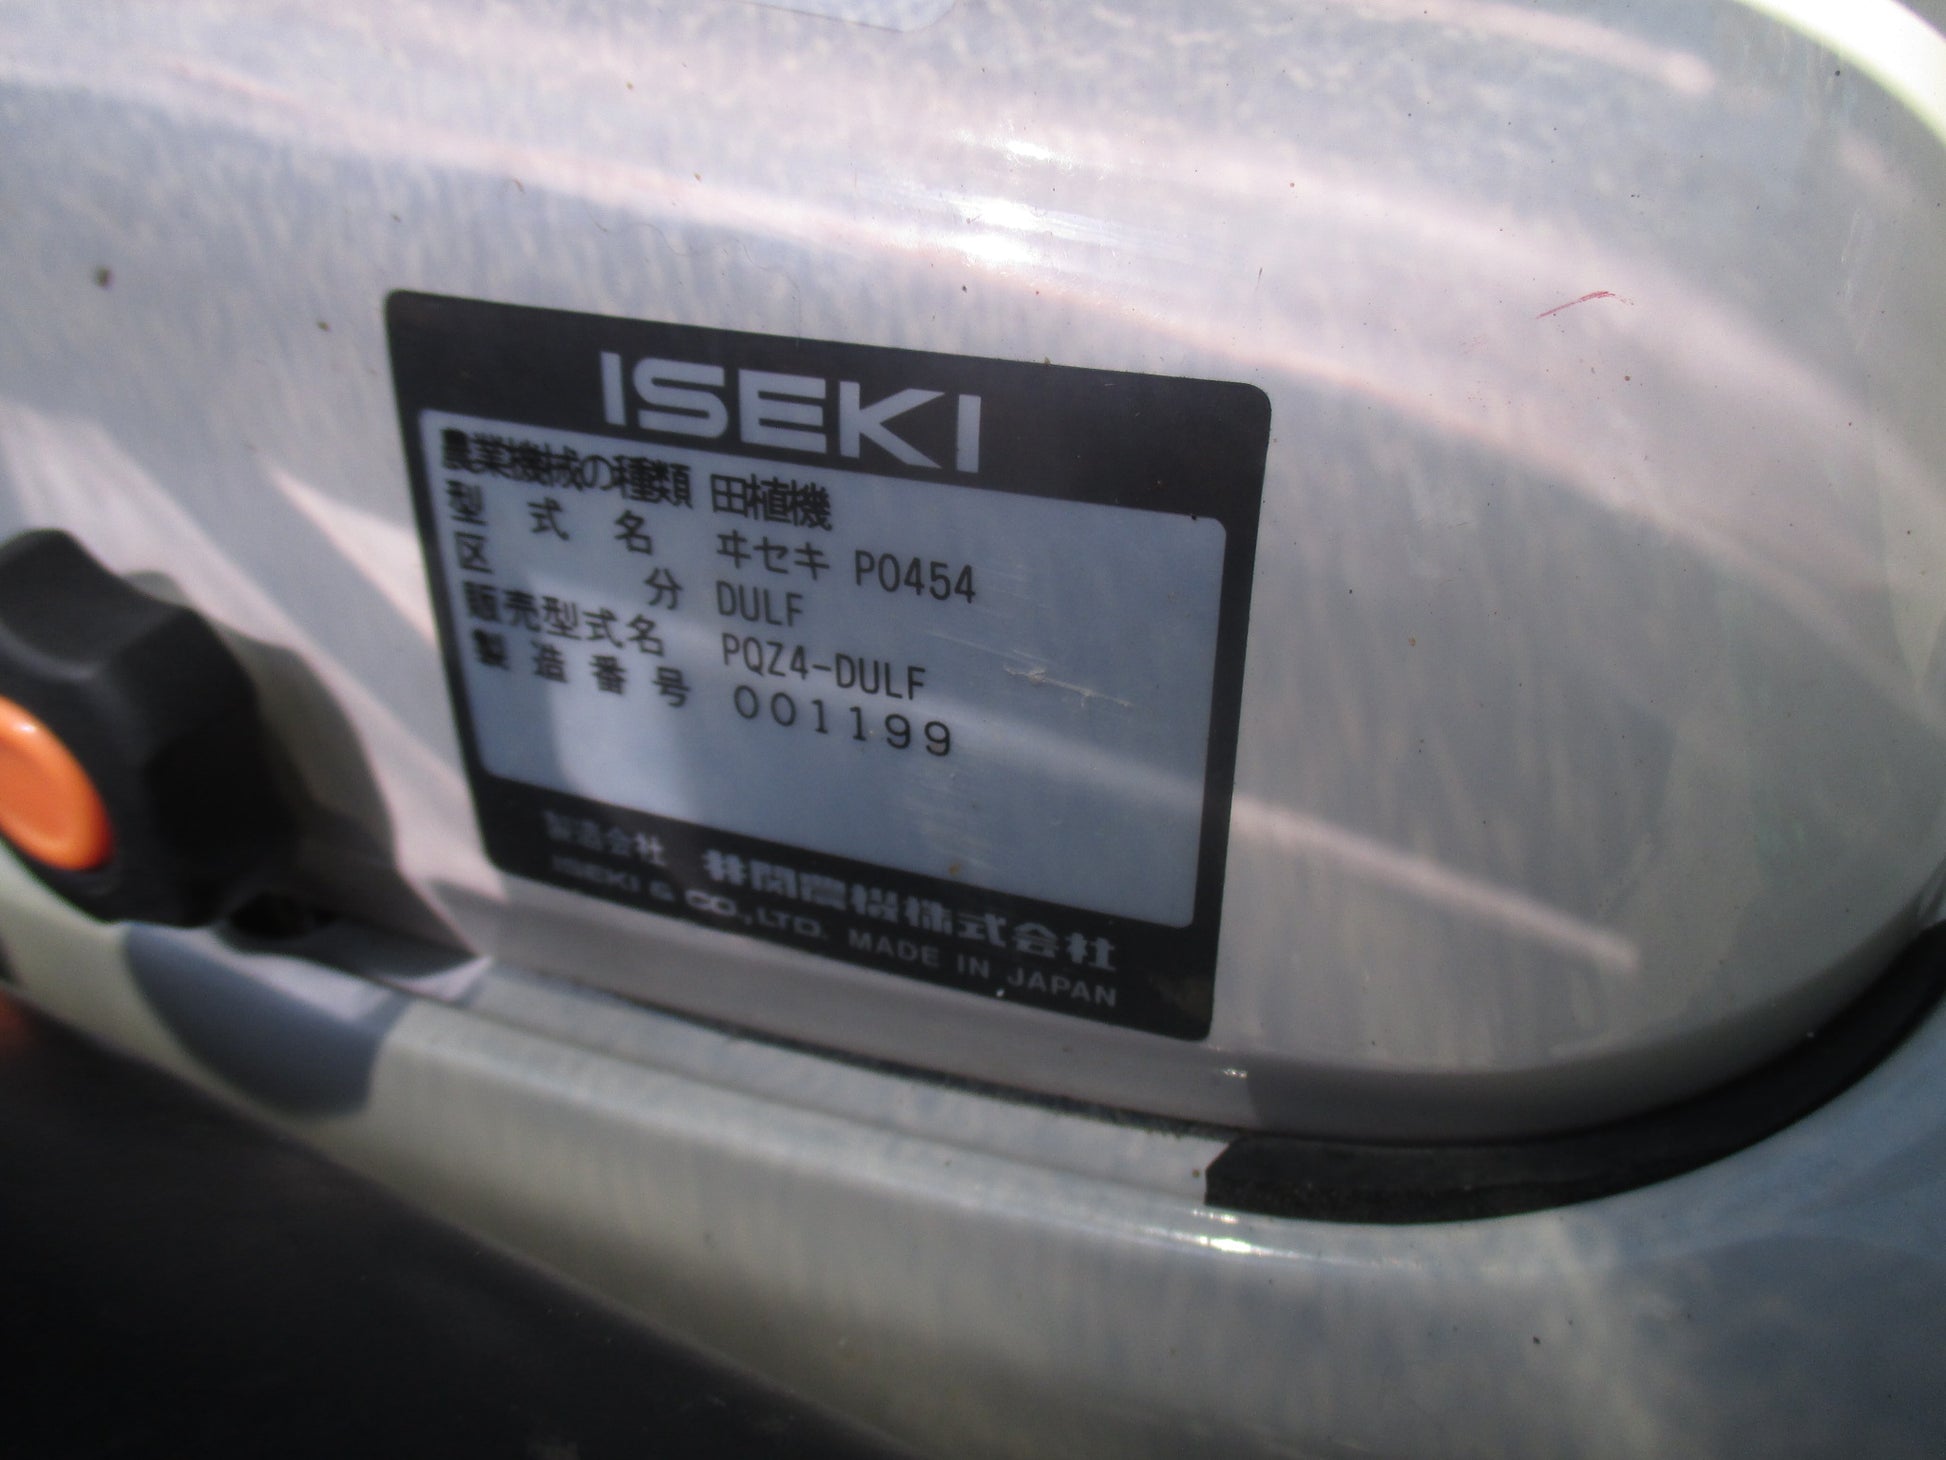 ISEKI
農業機械の種類 田植機
型式名 ヰセキ P0454
区分 DULF
販売型式名 PQZ4-DULF
製造番号 001199
製造会社 井関農機株式会社
ISEKI & CO.,LTD. MADE IN JAPAN